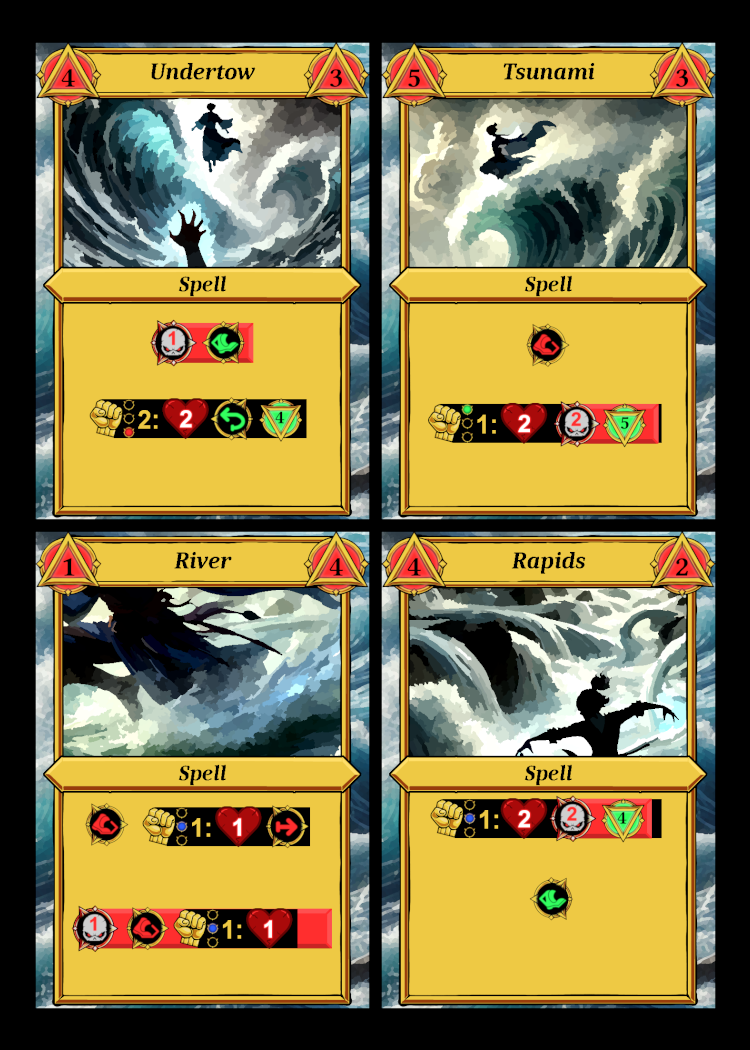 4 Undertow 3
Spell
1
2: 2 4
5 Tsunami 3
Spell
1: 2 2 5
1 River 4
Spell
1: 1
1 1: 1
4 Rapids 2
Spell
1: 2 2 4